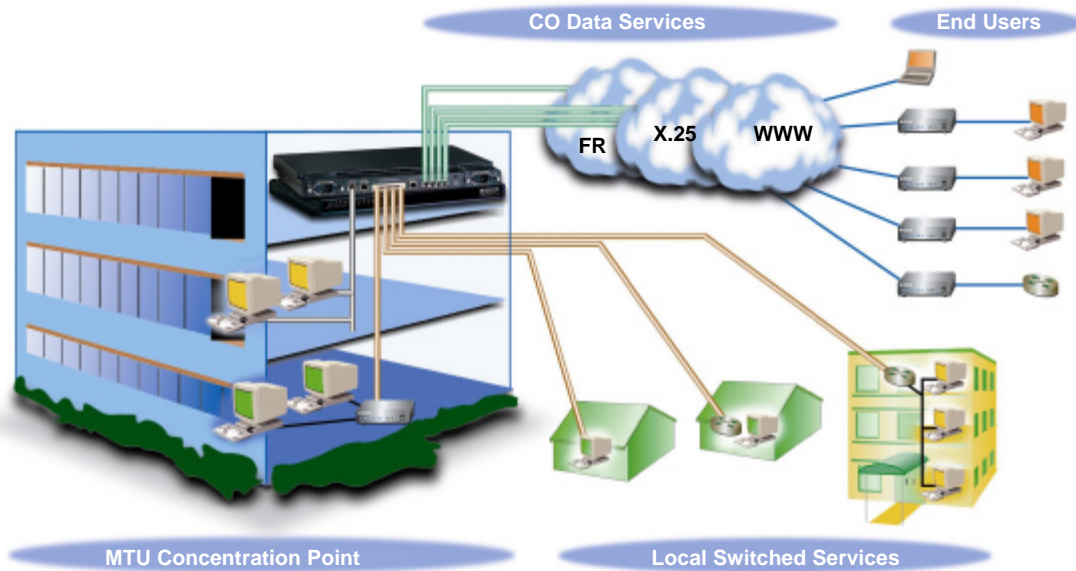 CO Data Services
End Users
FR
X.25
WWW
MTU Concentration Point
Local Switched Services